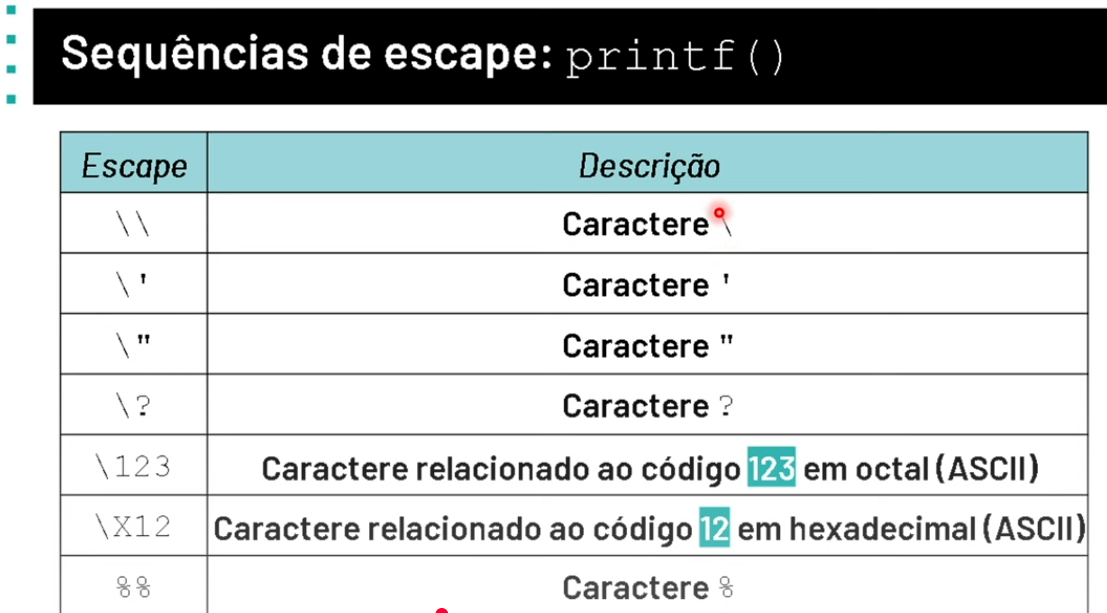 Sequências de escape: printf()
Escape Descrição
\\ Caractere \
\' Caractere '
\" Caractere "
\? Caractere ?
\123 Caractere relacionado ao código 123 em octal (ASCII)
\X12 Caractere relacionado ao código 12 em hexadecimal (ASCII)
%% Caractere %